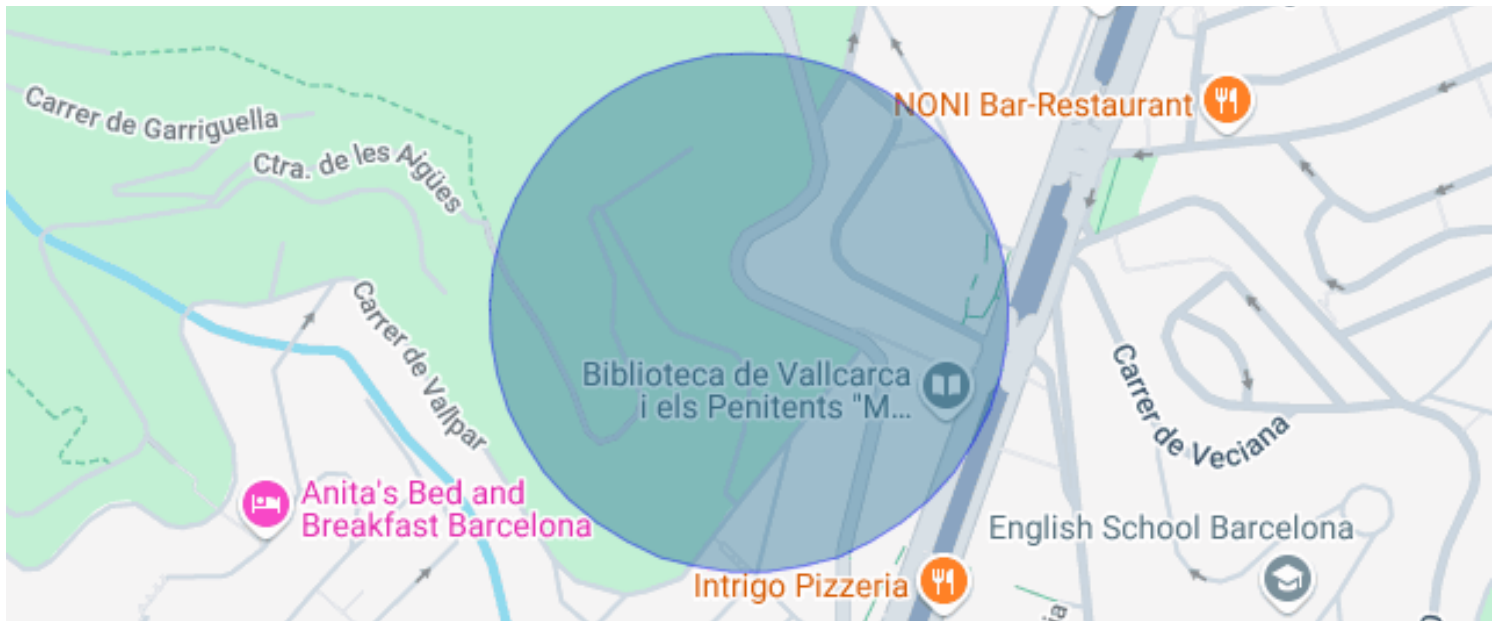 Carrer de Garriguella
Ctra. de les Aigües
NONI Bar-Restaurant
Carrer de Vallpar
Biblioteca de Vallcarca
i els Penitents "M...
Carrer de Veciana
Anita's Bed and
Breakfast Barcelona
English School Barcelona
Intrigo Pizzeria